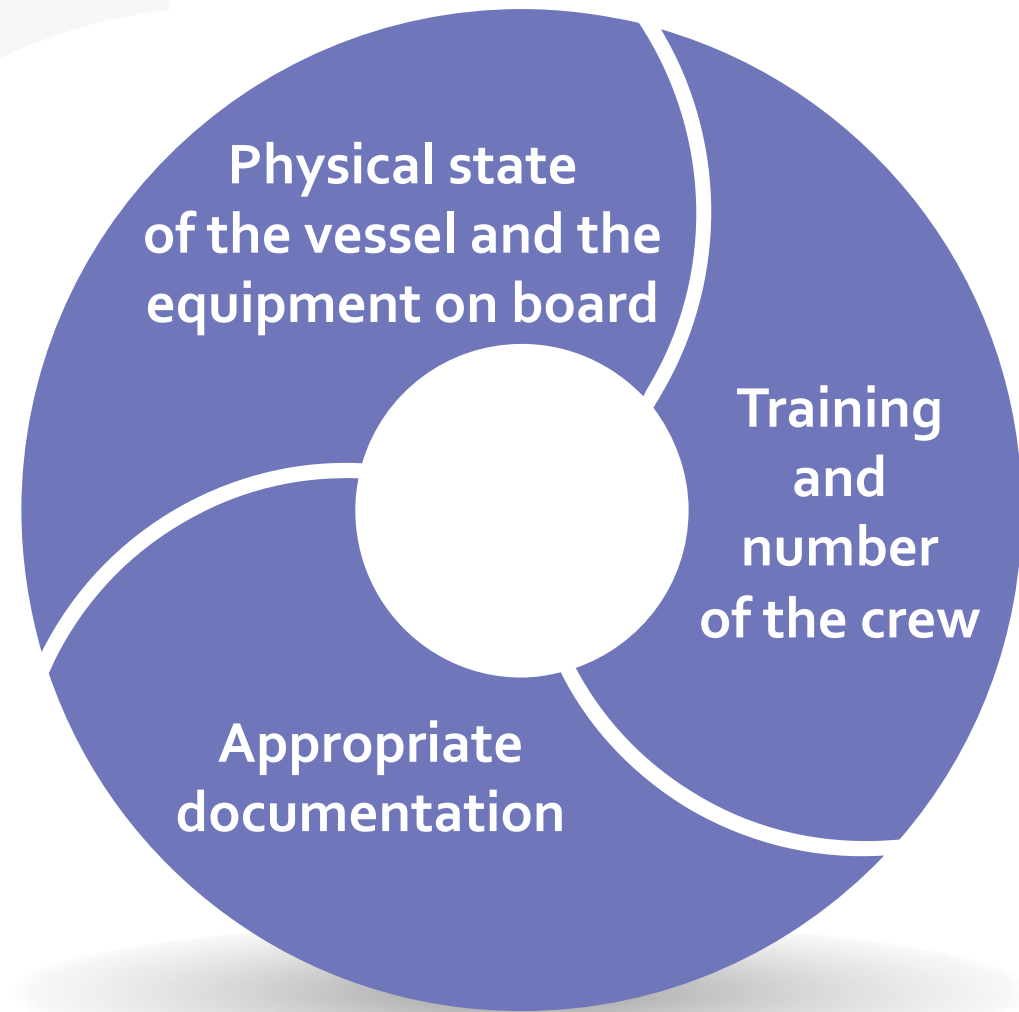 Physical state
of the vessel and the
equipment on board
Training
and
number
of the crew
Appropriate
documentation